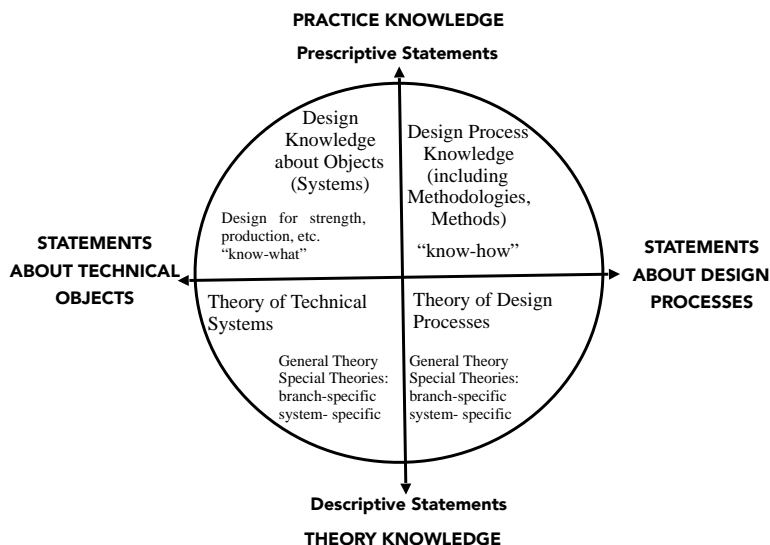 PRACTICE KNOWLEDGE
Prescriptive Statements
Design
Knowledge
about Objects
(Systems)
Design for strength,
production, etc.
“know-what”
Design Process
Knowledge
(including
Methodologies,
Methods)
“know-how”
STATEMENTS
ABOUT TECHNICAL
OBJECTS
STATEMENTS
ABOUT DESIGN
PROCESSES
Theory of Technical
Systems
General Theory
Special Theories:
branch-specific
system- specific
Theory of Design
Processes
General Theory
Special Theories:
branch-specific
system- specific
Descriptive Statements
THEORY KNOWLEDGE